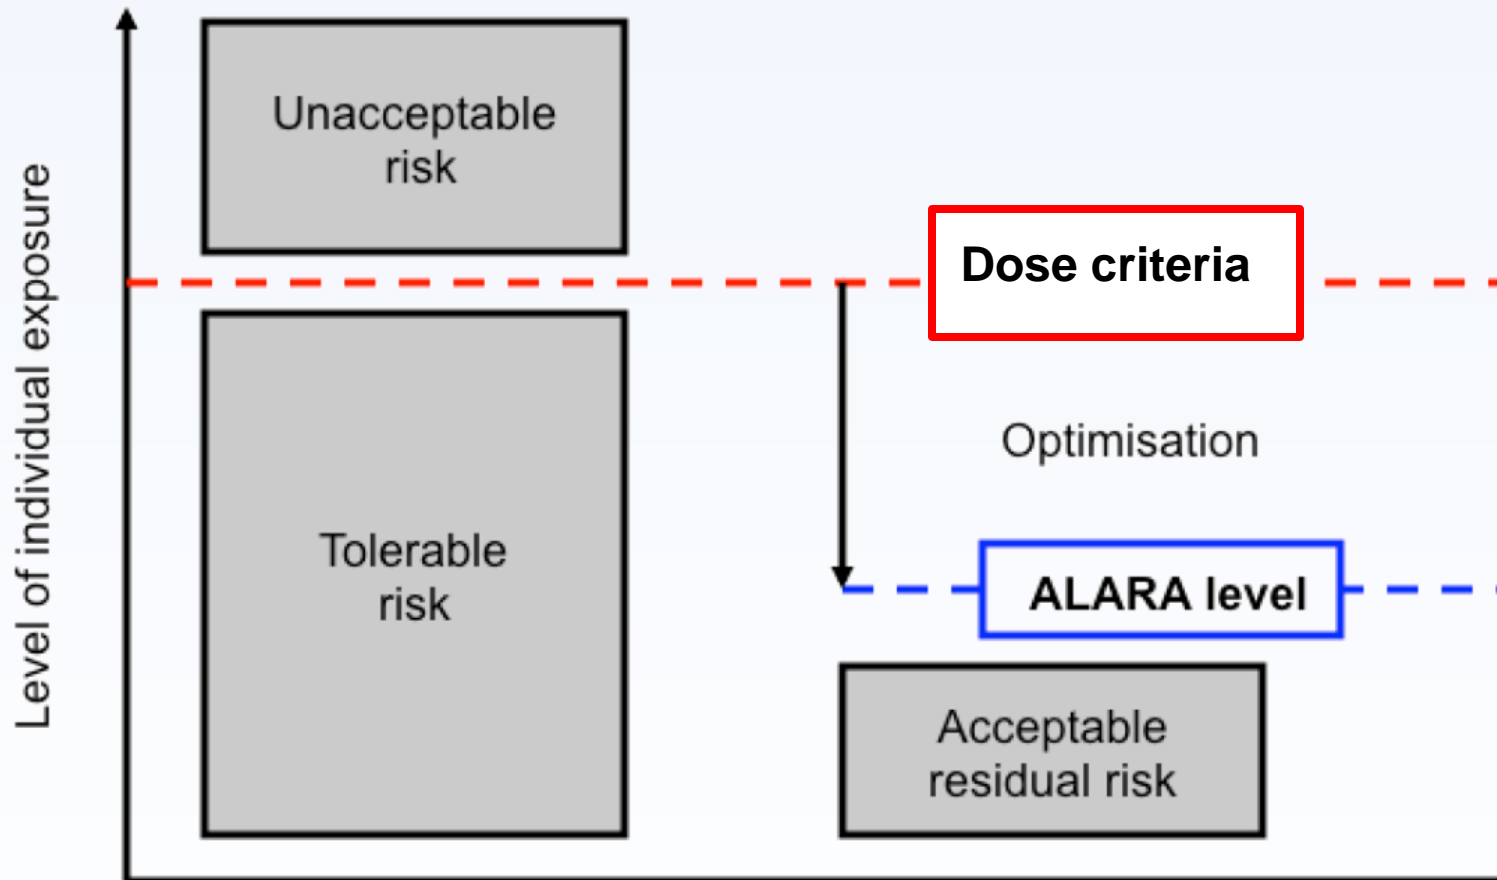 Level of individual exposure
Unacceptable
risk
Dose criteria
Optimisation
Tolerable
risk
ALARA level
Acceptable
residual risk